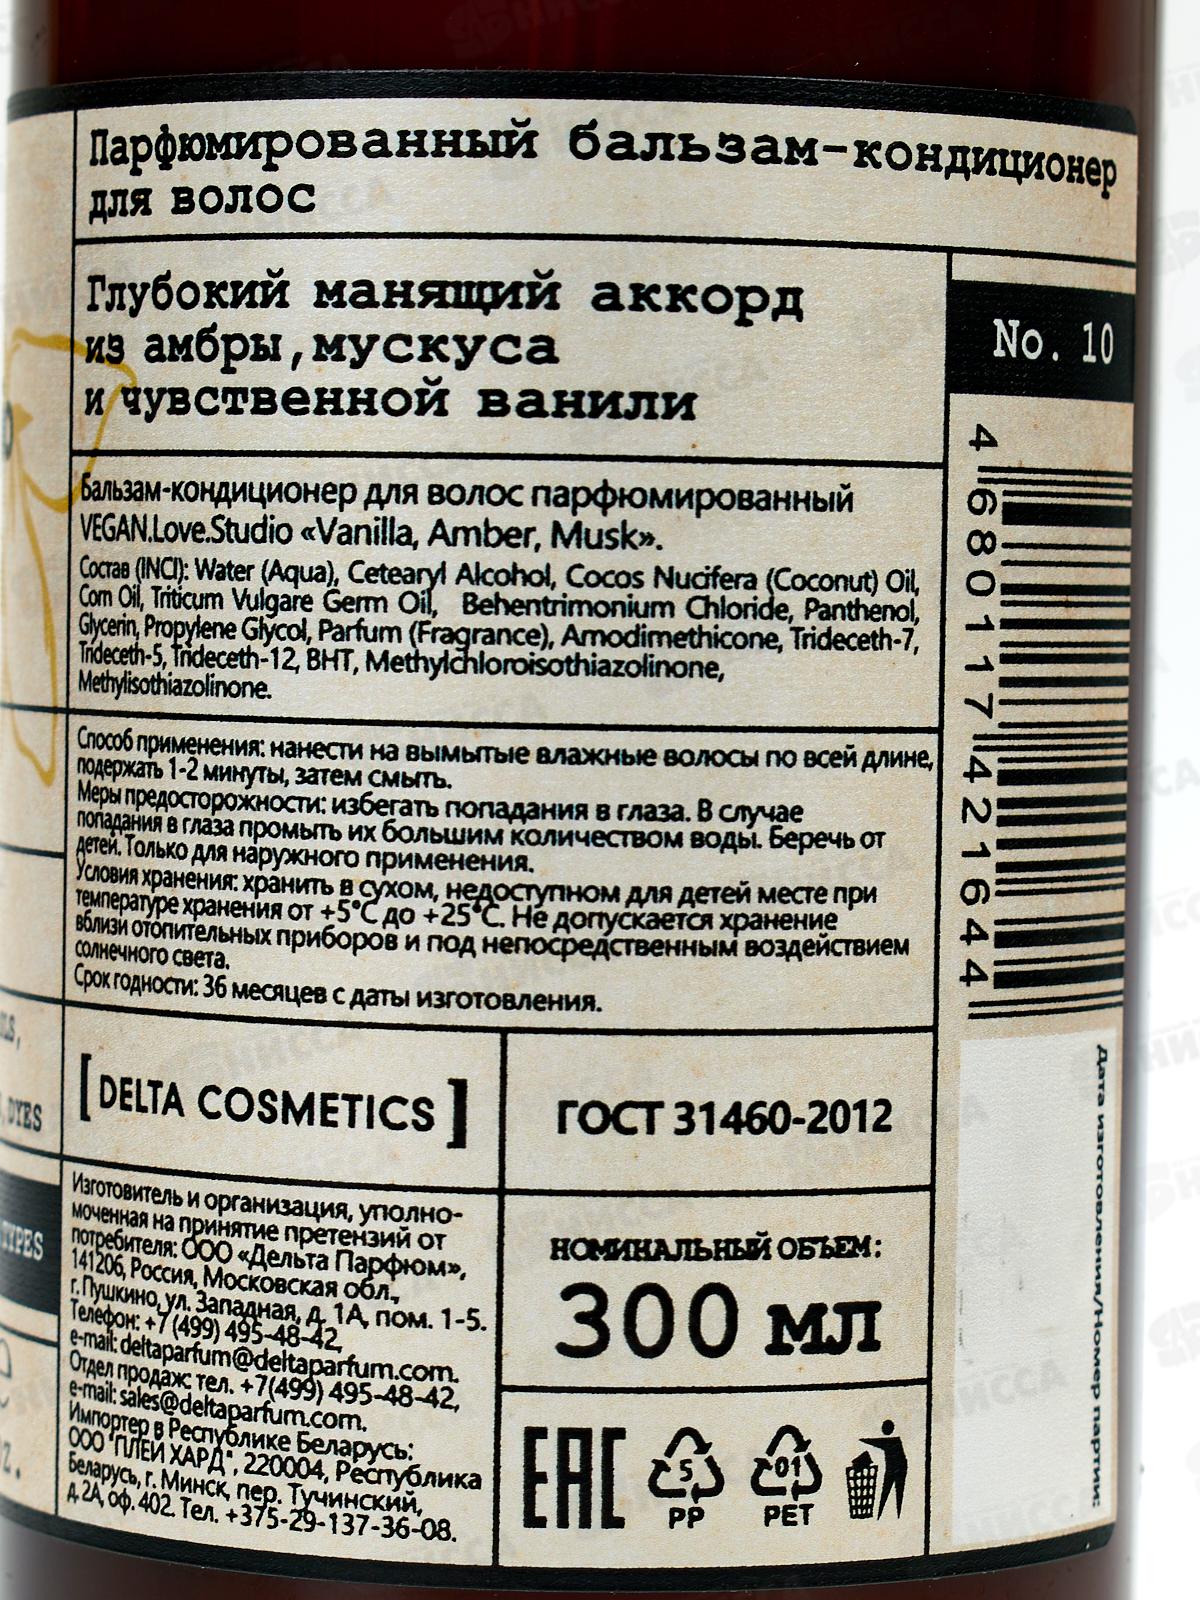 Парфюмированный бальзам-кондиционер
для волос
Глубокий манящий аккорд
из амбры, мускуса
и чувственной ванили
No. 10
Бальзам-кондиционер для волос парфюмированный
VEGAN.Love.Studio «Vanilla, Amber, Musk».
Состав (INCI): Water (Aqua), Cetearyl Alcohol, Cocos Nucifera (Coconut) Oil,
Corn Oil, Triticum Vulgare Germ Oil, Behentrimonium Chloride, Panthenol,
Glycerin, Propylene Glycol, Parfum (Fragrance), Amodimethicone, Trideceth-7,
Trideceth-5, Trideceth-12, BHT, Methylchloroisothiazolinone,
Methylisothiazolinone.
Способ применения: нанести на вымытые влажные волосы по всей длине,
подержать 1-2 минуты, затем смыть.
Меры предосторожности: избегать попадания в глаза. В случае
попадания в глаза промыть их большим количеством воды. Беречь от
детей. Только для наружного применения.
Условия хранения: хранить в сухом, недоступном для детей месте при
температуре хранения от +5°С до +25°С. Не допускается хранение
вблизи отопительных приборов и под непосредственным воздействием
солнечного света.
Срок годности: 36 месяцев с даты изготовления.
4 680117 421644
Дата изготовления/Номер партии:
[DELTA COSMETICS]
ГОСТ 31460-2012
Изготовитель и организация, уполно-
моченная на принятие претензий от
потребителя: ООО «Дельта Парфюм»,
141206, Россия, Московская обл.,
г. Пушкино, ул. Западная, д. 1А, пом. 1-5.
Телефон: +7 (499) 495-48-42,
e-mail: deltaparfum@deltaparfum.com.
Отдел продаж: тел. +7(499) 495-48-42,
e-mail: sales@deltaparfum.com.
Импортер в Республике Беларусь:
ООО "ПЛЕЙ ХАРД", 220004, Республика
Беларусь, г. Минск, пер. Тучинский,
д. 2А, оф. 402. Тел. +375-29-137-36-08.
НОМИНАЛЬНЫЙ ОБЪЕМ:
300 мл
EAC
5
PP
01
PET
DYES
TYPES
НИССА